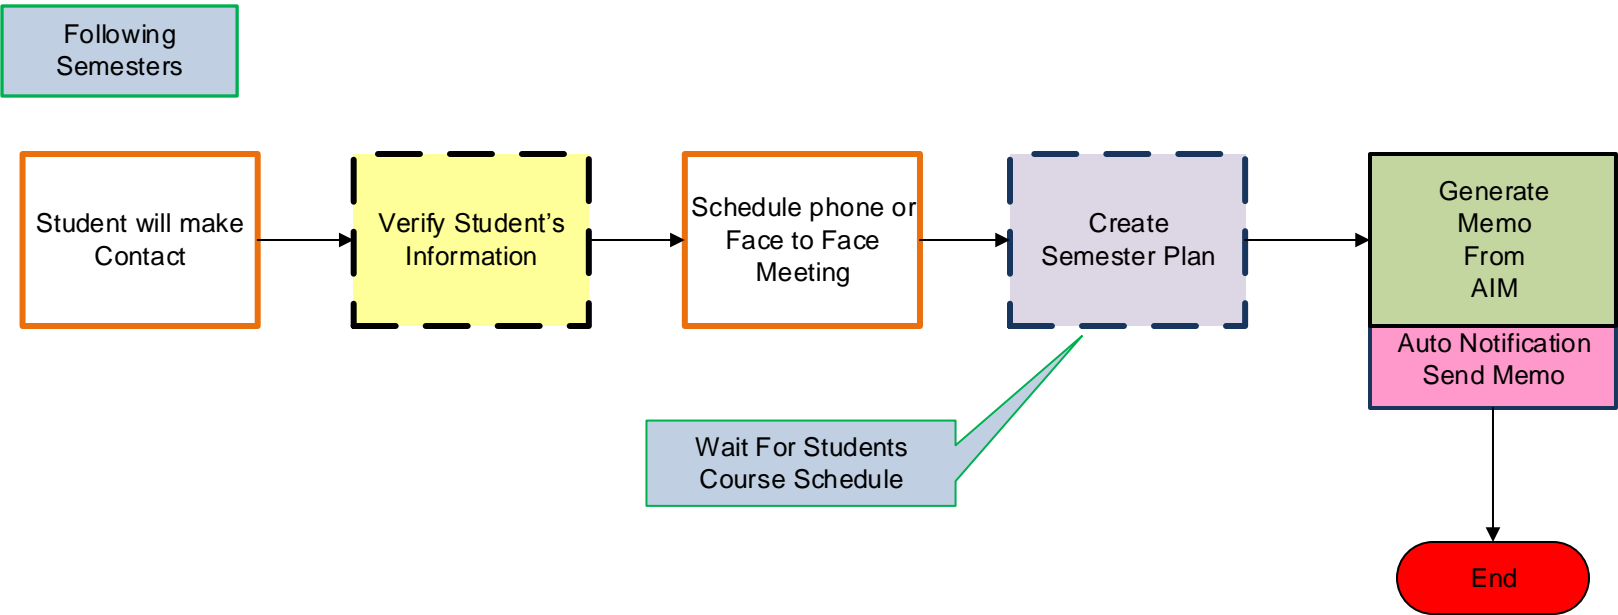 Following
Semesters
Student will make
Contact
Verify Student’s
Information
Schedule phone or
Face to Face
Meeting
Create
Semester Plan
Generate
Memo
From
AIM
Auto Notification
Send Memo
Wait For Students
Course Schedule
End